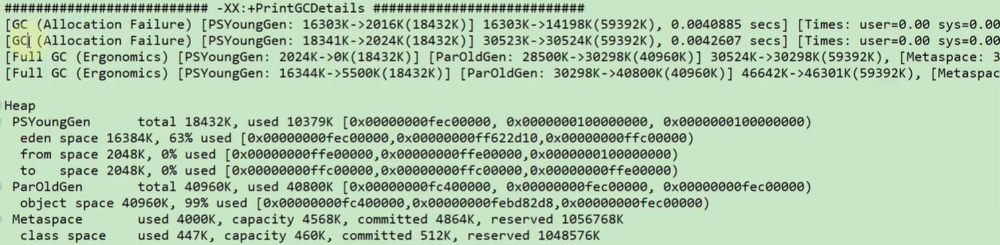 ########################## -XX:+PrintGCDetails ###########################
[GC (Allocation Failure) [PSYoungGen: 16303K->2016K(18432K)] 16303K->14198K(59392K), 0.0040885 secs] [Times: user=0.00 sys=0.00
[GC (Allocation Failure) [PSYoungGen: 18341K->2024K(18432K)] 30523K->30524K(59392K), 0.0042607 secs] [Times: user=0.00 sys=0.00
[Full GC (Ergonomics) [PSYoungGen: 2024K->0K(18432K)] [ParOldGen: 28500K->30298K(40960K)] 30524K->30298K(59392K), [Metaspace: 3
[Full GC (Ergonomics) [PSYoungGen: 16344K->5500K(18432K)] [ParOldGen: 30298K->40800K(40960K)] 46642K->46301K(59392K), [Metaspac
Heap
PSYoungGen total 18432K, used 10379K [0x00000000fec00000, 0x0000000100000000, 0x0000000100000000)
eden space 16384K, 63% used [0x00000000fec00000,0x00000000ff622d10,0x00000000ffc00000)
from space 2048K, 0% used [0x00000000ffe00000,0x00000000ffe00000,0x0000000100000000)
to space 2048K, 0% used [0x00000000ffc00000,0x00000000ffc00000,0x00000000ffe00000)
ParOldGen total 40960K, used 40800K [0x00000000fc400000, 0x00000000fec00000, 0x00000000fec00000)
object space 40960K, 99% used [0x00000000fc400000,0x00000000febd82d8,0x00000000fec00000)
Metaspace used 4000K, capacity 4568K, committed 4864K, reserved 1056768K
class space used 447K, capacity 460K, committed 512K, reserved 1048576K